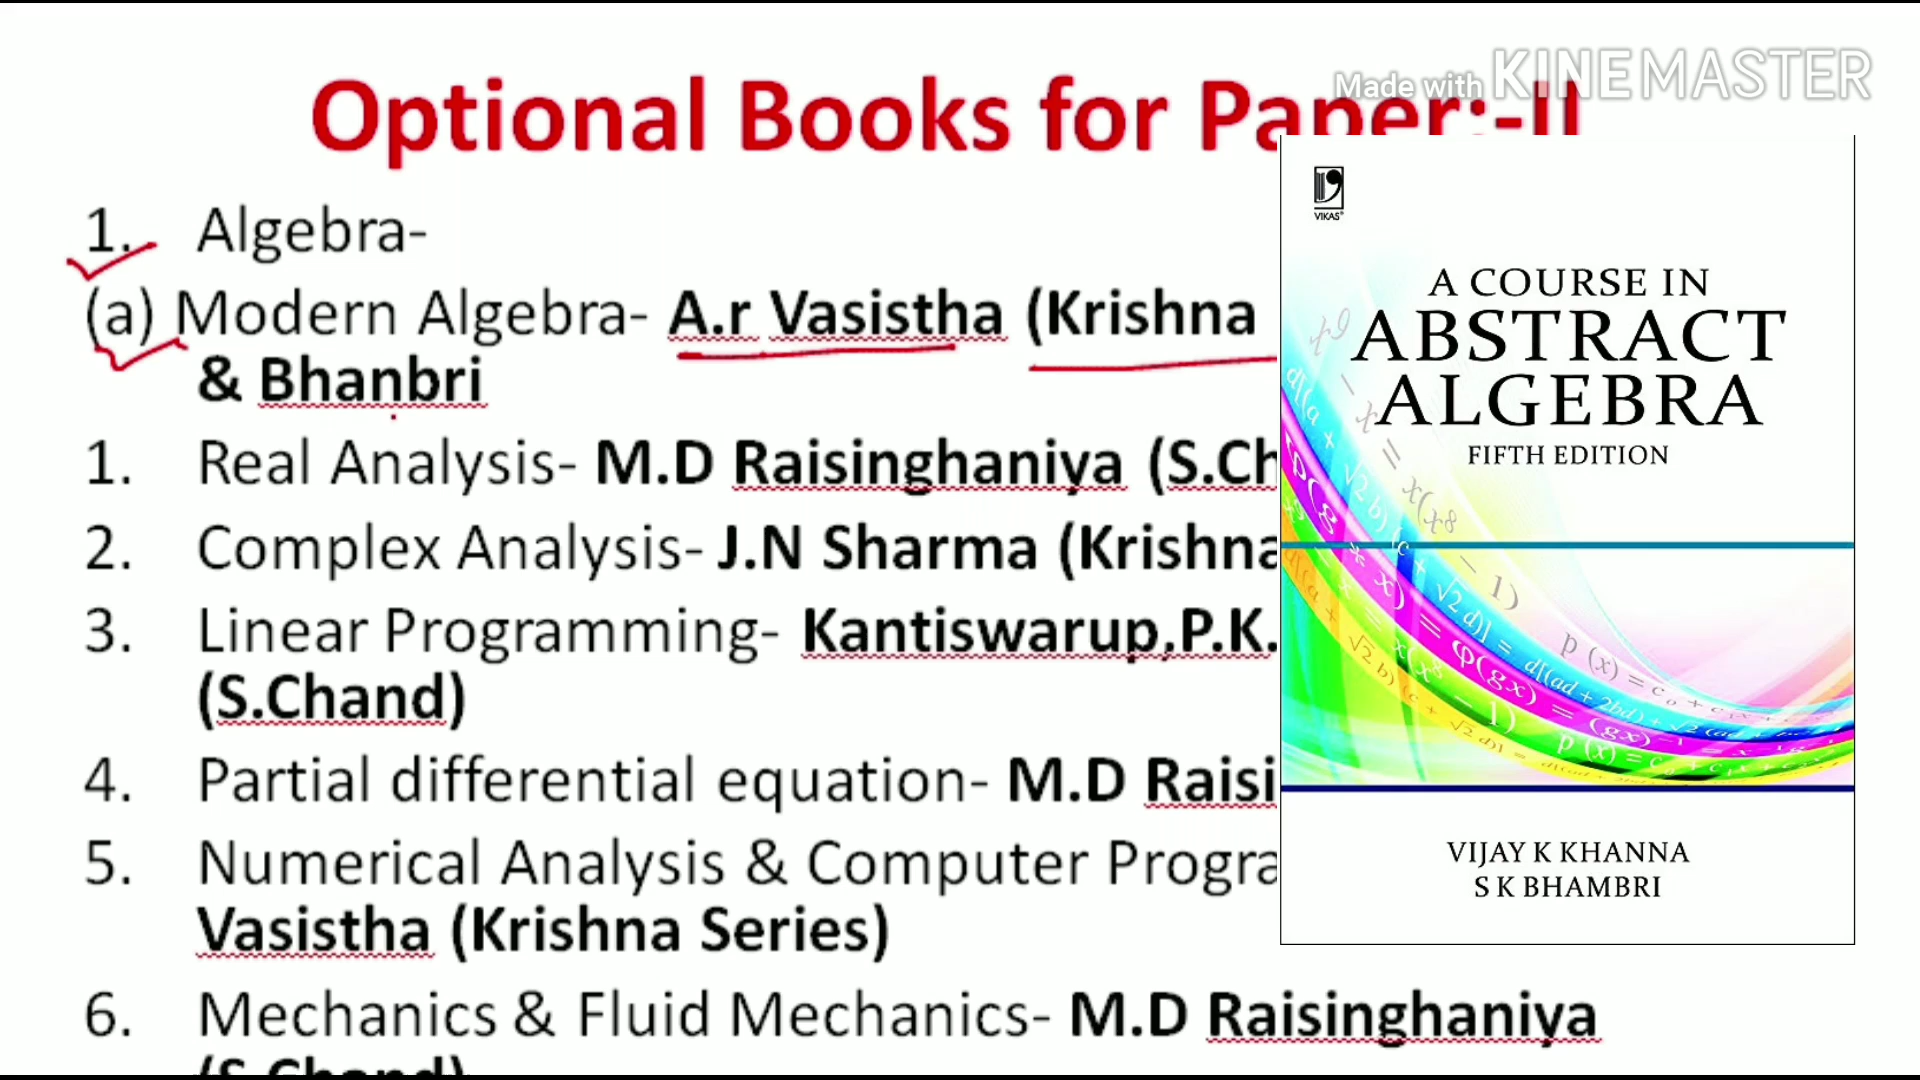 Made with KINEMASTER
Optional Books for Paper:-II
1. Algebra-
(a) Modern Algebra- A.r Vasistha (Krishna
& Bhanbri
1. Real Analysis- M.D Raisinghaniya (S.Ch
2. Complex Analysis- J.N Sharma (Krishna
3. Linear Programming- Kantiswarup,P.K.
(S.Chand)
4. Partial differential equation- M.D Raisi
5. Numerical Analysis & Computer Progra
Vasistha (Krishna Series)
6. Mechanics & Fluid Mechanics- M.D Raisinghaniya
(S.Chand)
VIKAS
A COURSE IN
ABSTRACT
ALGEBRA
FIFTH EDITION
VIJAY K KHANNA
S K BHAMBRI